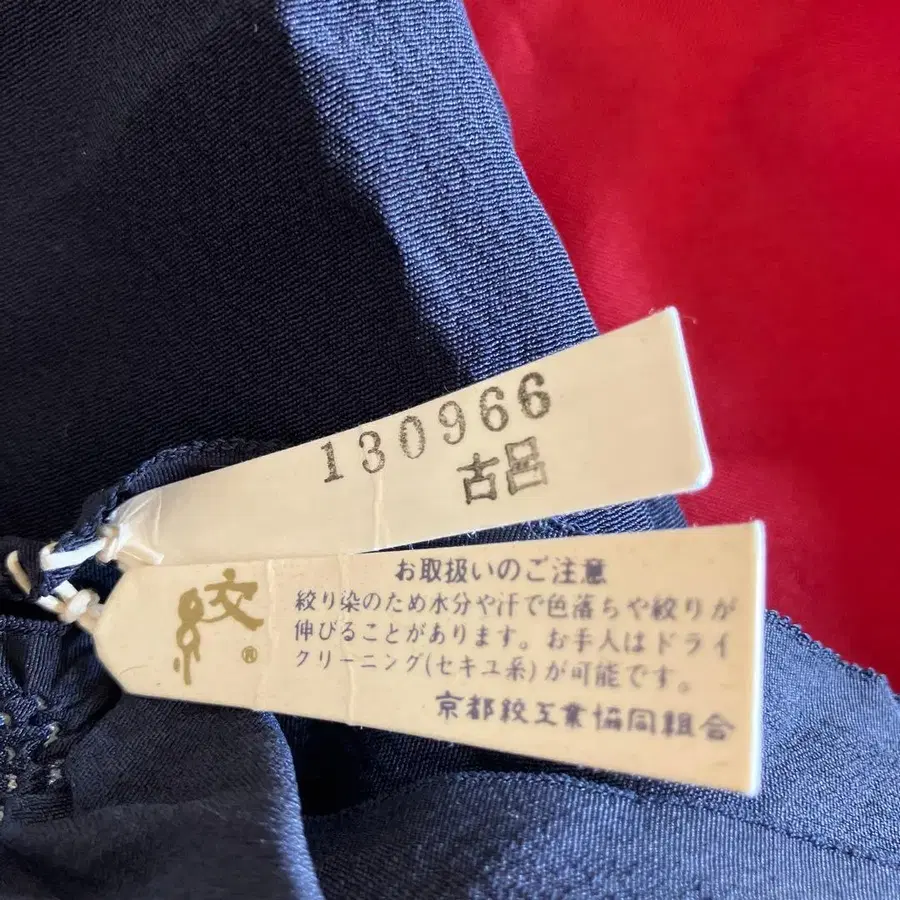 130966
古呂
絞
®
お取扱いのご注意
絞り染のため水分や汗で色落ちや絞りが
伸びることがあります。お手入はドライ
クリーニング(セキユ系)が可能です。
京都絞工業協同組合